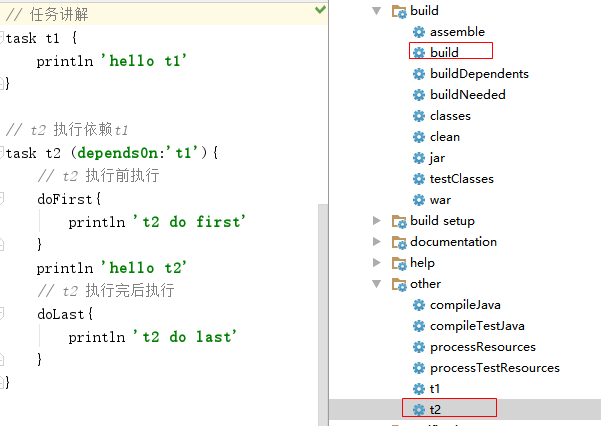 // 任务讲解
task t1 {
println 'hello t1'
}
// t2 执行依赖t1
task t2 (dependsOn:'t1'){
// t2 执行前执行
doFirst{
println 't2 do first'
}
println 'hello t2'
// t2 执行完后执行
doLast{
println 't2 do last'
}
}
build
assemble
build
buildDependents
buildNeeded
classes
clean
jar
testClasses
war
build setup
documentation
help
other
compileJava
compileTestJava
processResources
processTestResources
t1
t2